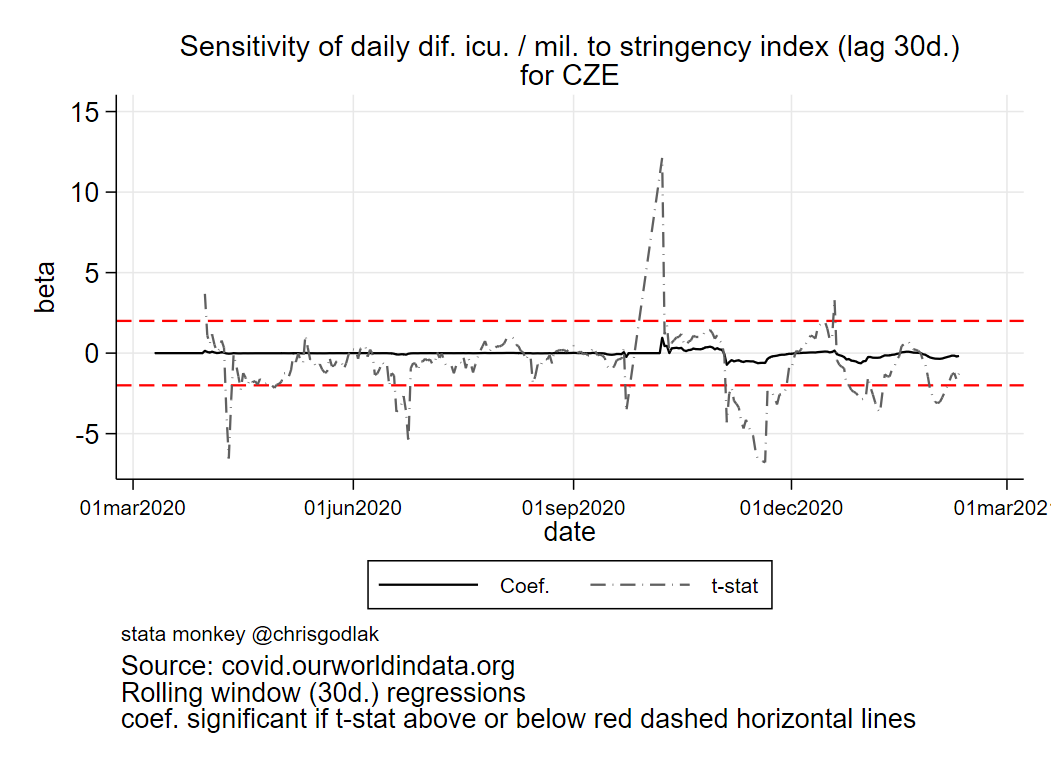 Sensitivity of daily dif. icu. / mil. to stringency index (lag 30d.)
for CZE
15
10
5
0
-5
beta
01mar2020
01jun2020
01sep2020
01dec2020
01mar202
date
Coef.
t-stat
stata monkey @chrisgodlak
Source: covid.ourworldindata.org
Rolling window (30d.) regressions
coef. significant if t-stat above or below red dashed horizontal lines